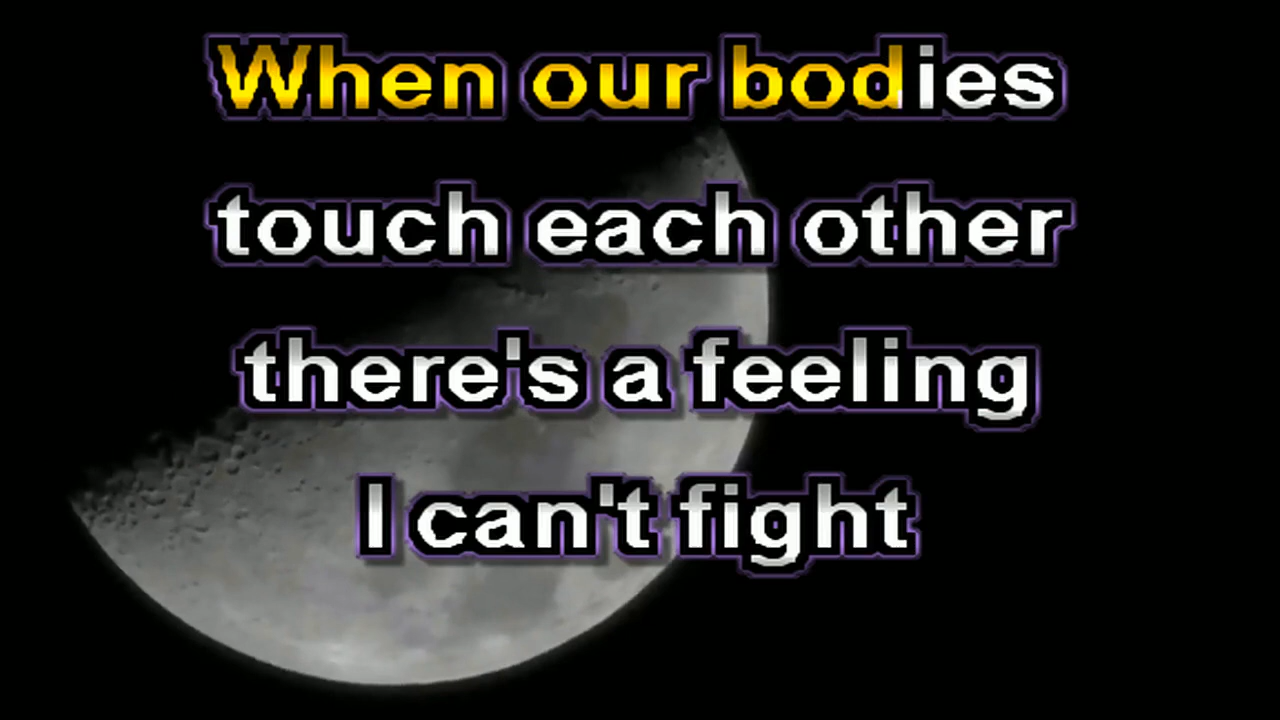 When our bodies
touch each other
there's a feeling
I can't fight